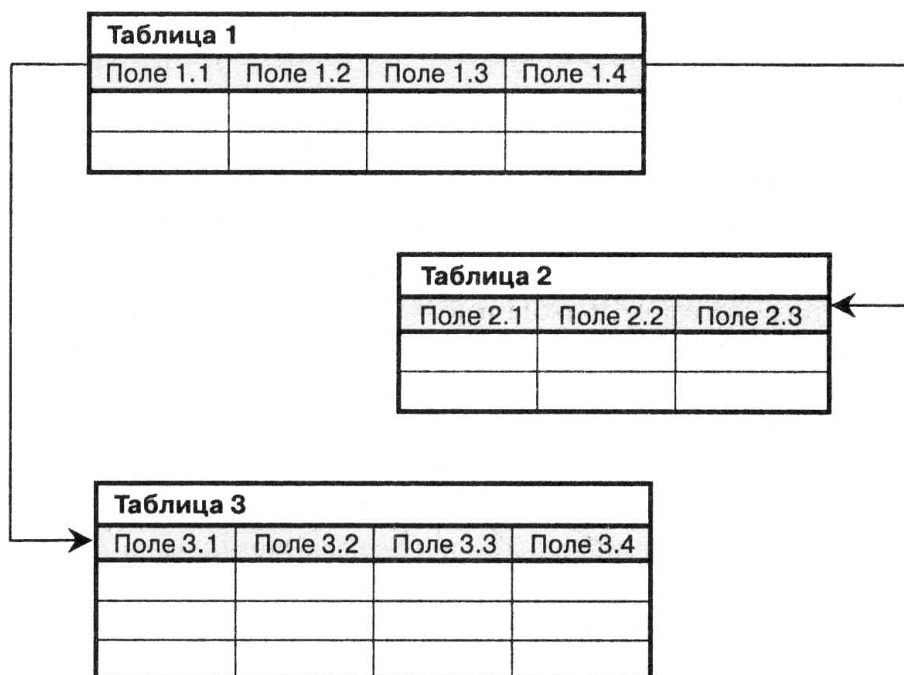 Таблица 1
Поле 1.1 Поле 1.2 Поле 1.3 Поле 1.4
Таблица 2
Поле 2.1 Поле 2.2 Поле 2.3
Таблица 3
Поле 3.1 Поле 3.2 Поле 3.3 Поле 3.4